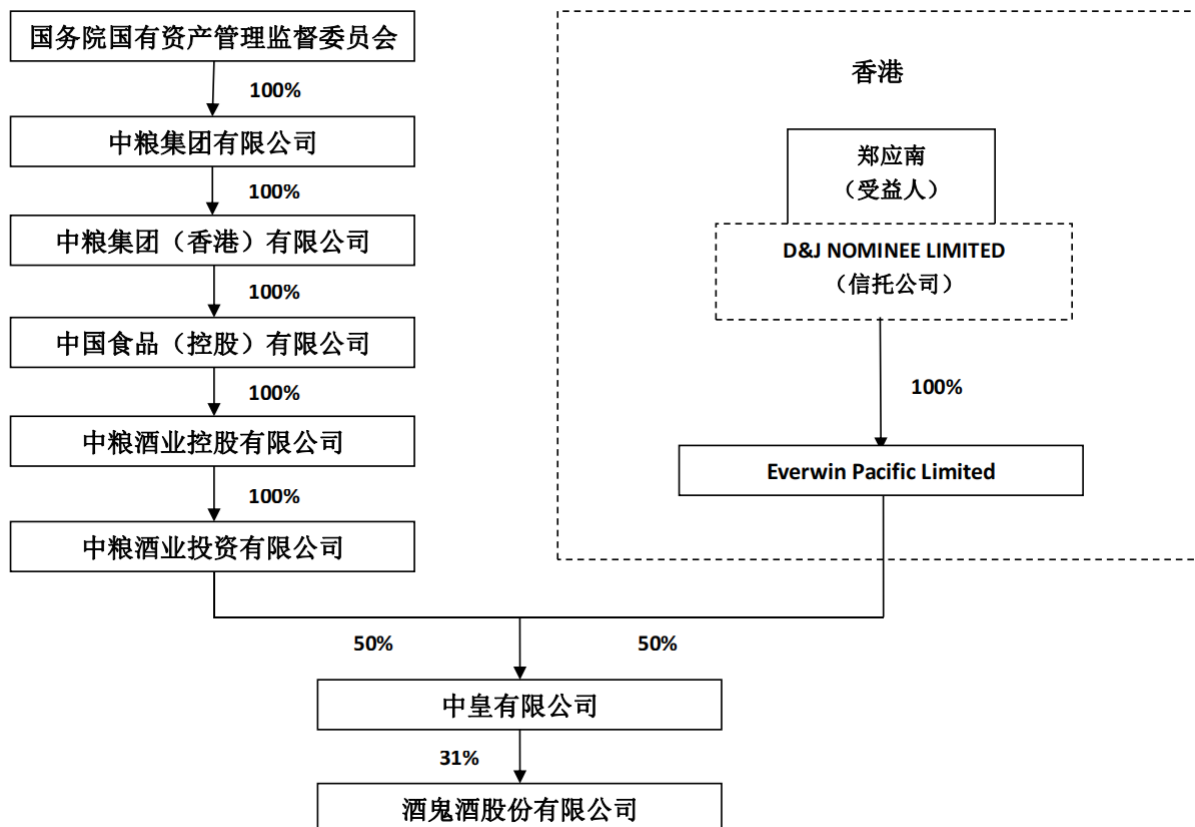 国务院国有资产管理监督委员会
100%
中粮集团有限公司
100%
中粮集团（香港）有限公司
100%
中国食品（控股）有限公司
100%
中粮酒业控股有限公司
100%
中粮酒业投资有限公司
香港
郑应南
（受益人）
D&J NOMINEE LIMITED
（信托公司）
100%
Everwin Pacific Limited
50%
50%
中皇有限公司
31%
酒鬼酒股份有限公司